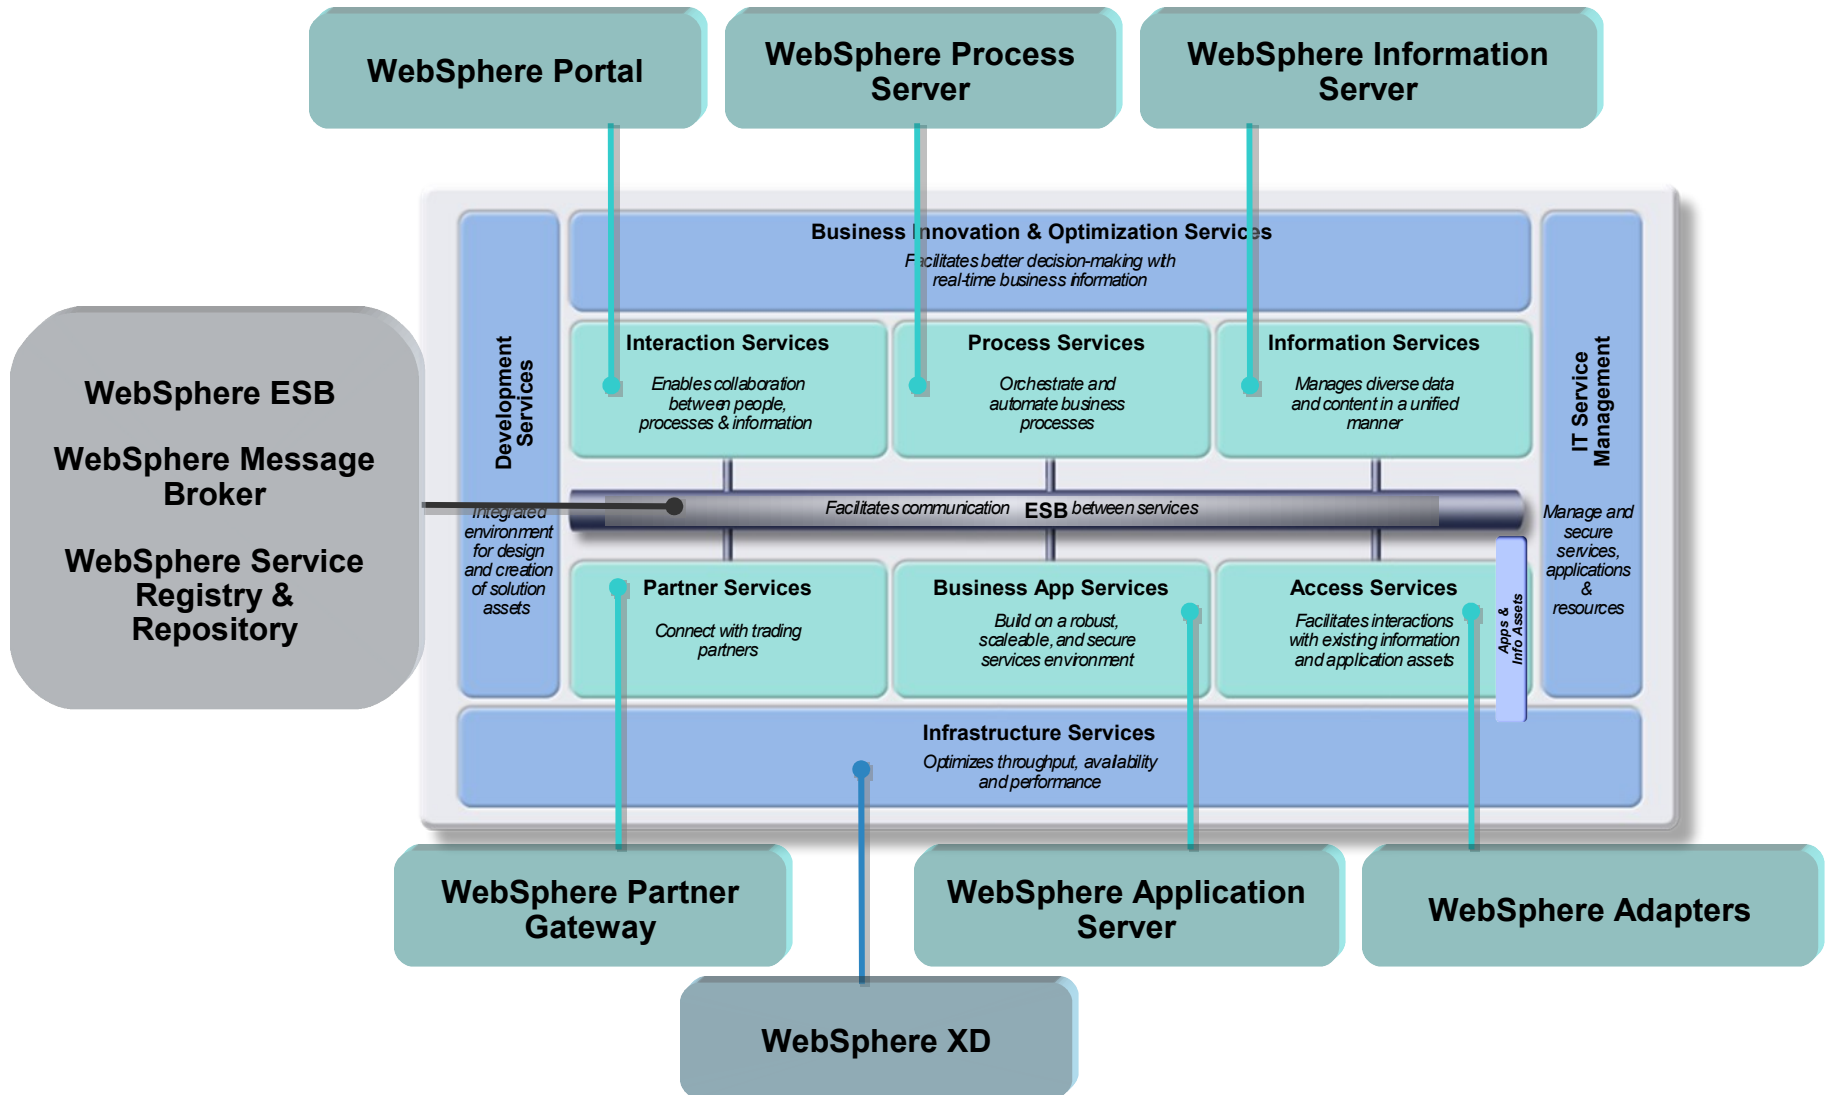 WebSphere Portal
WebSphere Process
Server
WebSphere Information
Server
Business Innovation & Optimization Services
Facilitates better decision-making with
real-time business information
Development
Services
Integrated
environment
for design
and creation
of solution
assets
Interaction Services
Enables collaboration
between people,
processes & information
Process Services
Orchestrate and
automate business
processes
Information Services
Manages diverse data
and content in a unified
manner
IT Service
Management
Manage and
secure
services,
applications
&
resources
WebSphere ESB
WebSphere Message
Broker
WebSphere Service
Registry &
Repository
Facilitates communication ESB between services
Partner Services
Connect with trading
partners
Business App Services
Build on a robust,
scaleable, and secure
services environment
Access Services
Facilitates interactions
with existing information
and application assets
Apps &
Info Assets
Infrastructure Services
Optimizes throughput, availability
and performance
WebSphere Partner
Gateway
WebSphere Application
Server
WebSphere Adapters
WebSphere XD